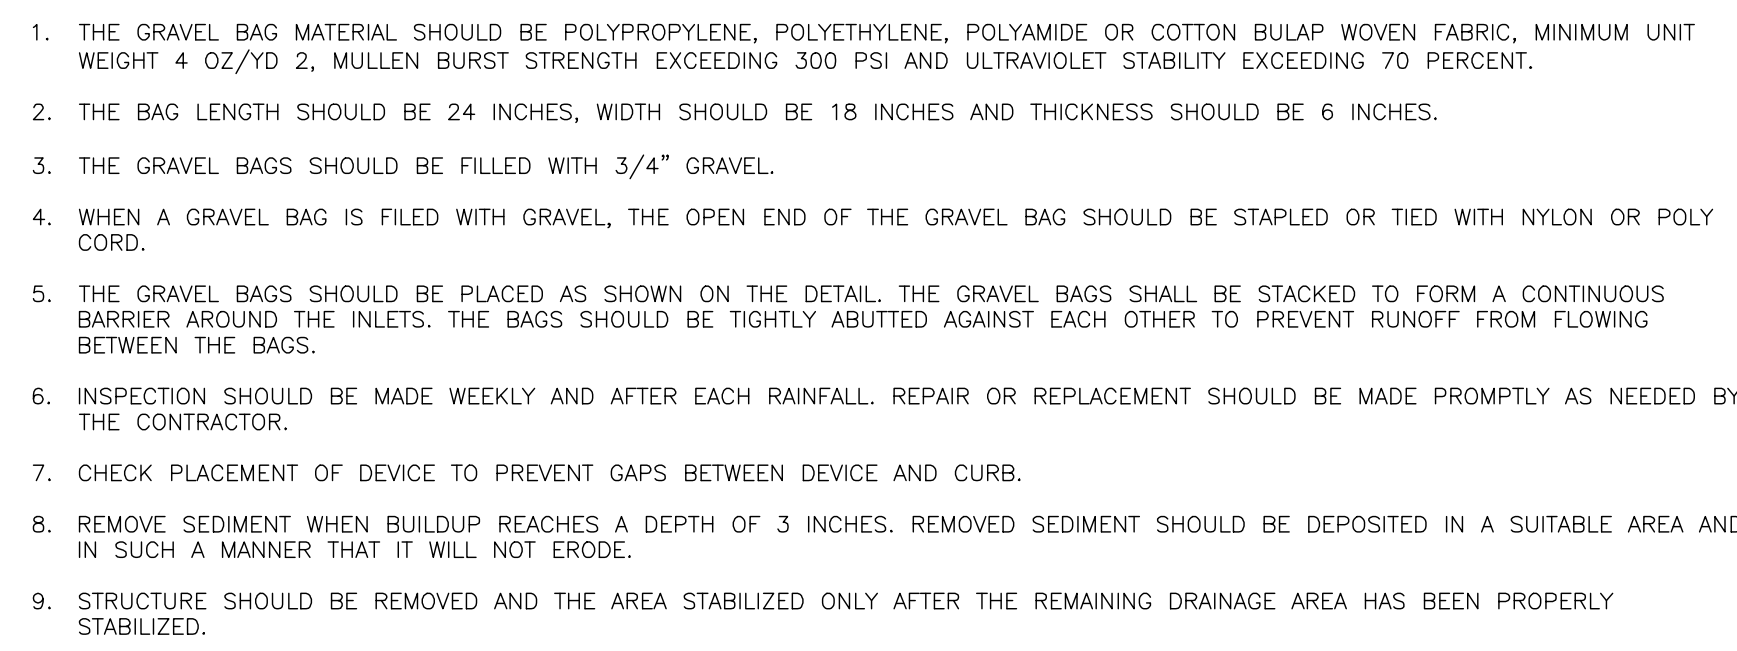 1. THE GRAVEL BAG MATERIAL SHOULD BE POLYPROPYLENE, POLYETHYLENE, POLYAMIDE OR COTTON BULAP WOVEN FABRIC, MINIMUM UNIT
WEIGHT 4 OZ/YD 2, MULLEN BURST STRENGTH EXCEEDING 300 PSI AND ULTRAVIOLET STABILITY EXCEEDING 70 PERCENT.
2. THE BAG LENGTH SHOULD BE 24 INCHES, WIDTH SHOULD BE 18 INCHES AND THICKNESS SHOULD BE 6 INCHES.
3. THE GRAVEL BAGS SHOULD BE FILLED WITH 3/4” GRAVEL.
4. WHEN A GRAVEL BAG IS FILED WITH GRAVEL, THE OPEN END OF THE GRAVEL BAG SHOULD BE STAPLED OR TIED WITH NYLON OR POLY
CORD.
5. THE GRAVEL BAGS SHOULD BE PLACED AS SHOWN ON THE DETAIL. THE GRAVEL BAGS SHALL BE STACKED TO FORM A CONTINUOUS
BARRIER AROUND THE INLETS. THE BAGS SHOULD BE TIGHTLY ABUTTED AGAINST EACH OTHER TO PREVENT RUNOFF FROM FLOWING
BETWEEN THE BAGS.
6. INSPECTION SHOULD BE MADE WEEKLY AND AFTER EACH RAINFALL. REPAIR OR REPLACEMENT SHOULD BE MADE PROMPTLY AS NEEDED BY
THE CONTRACTOR.
7. CHECK PLACEMENT OF DEVICE TO PREVENT GAPS BETWEEN DEVICE AND CURB.
8. REMOVE SEDIMENT WHEN BUILDUP REACHES A DEPTH OF 3 INCHES. REMOVED SEDIMENT SHOULD BE DEPOSITED IN A SUITABLE AREA AND
IN SUCH A MANNER THAT IT WILL NOT ERODE.
9. STRUCTURE SHOULD BE REMOVED AND THE AREA STABILIZED ONLY AFTER THE REMAINING DRAINAGE AREA HAS BEEN PROPERLY
STABILIZED.